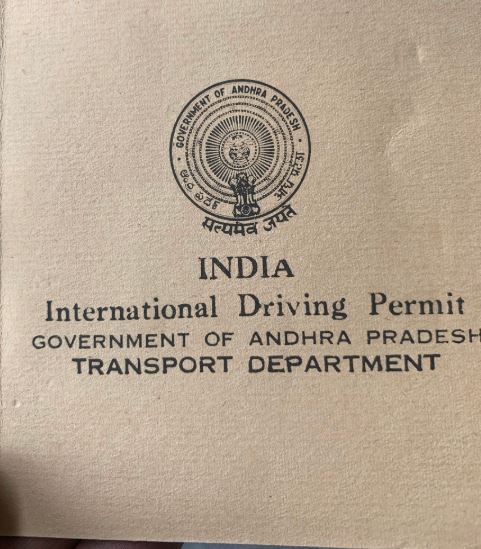 GOVERNMENT OF ANDHRA PRADESH
सत्यमेव जयते
INDIA
International Driving Permit
GOVERNMENT OF ANDHRA PRADESH
TRANSPORT DEPARTMENT